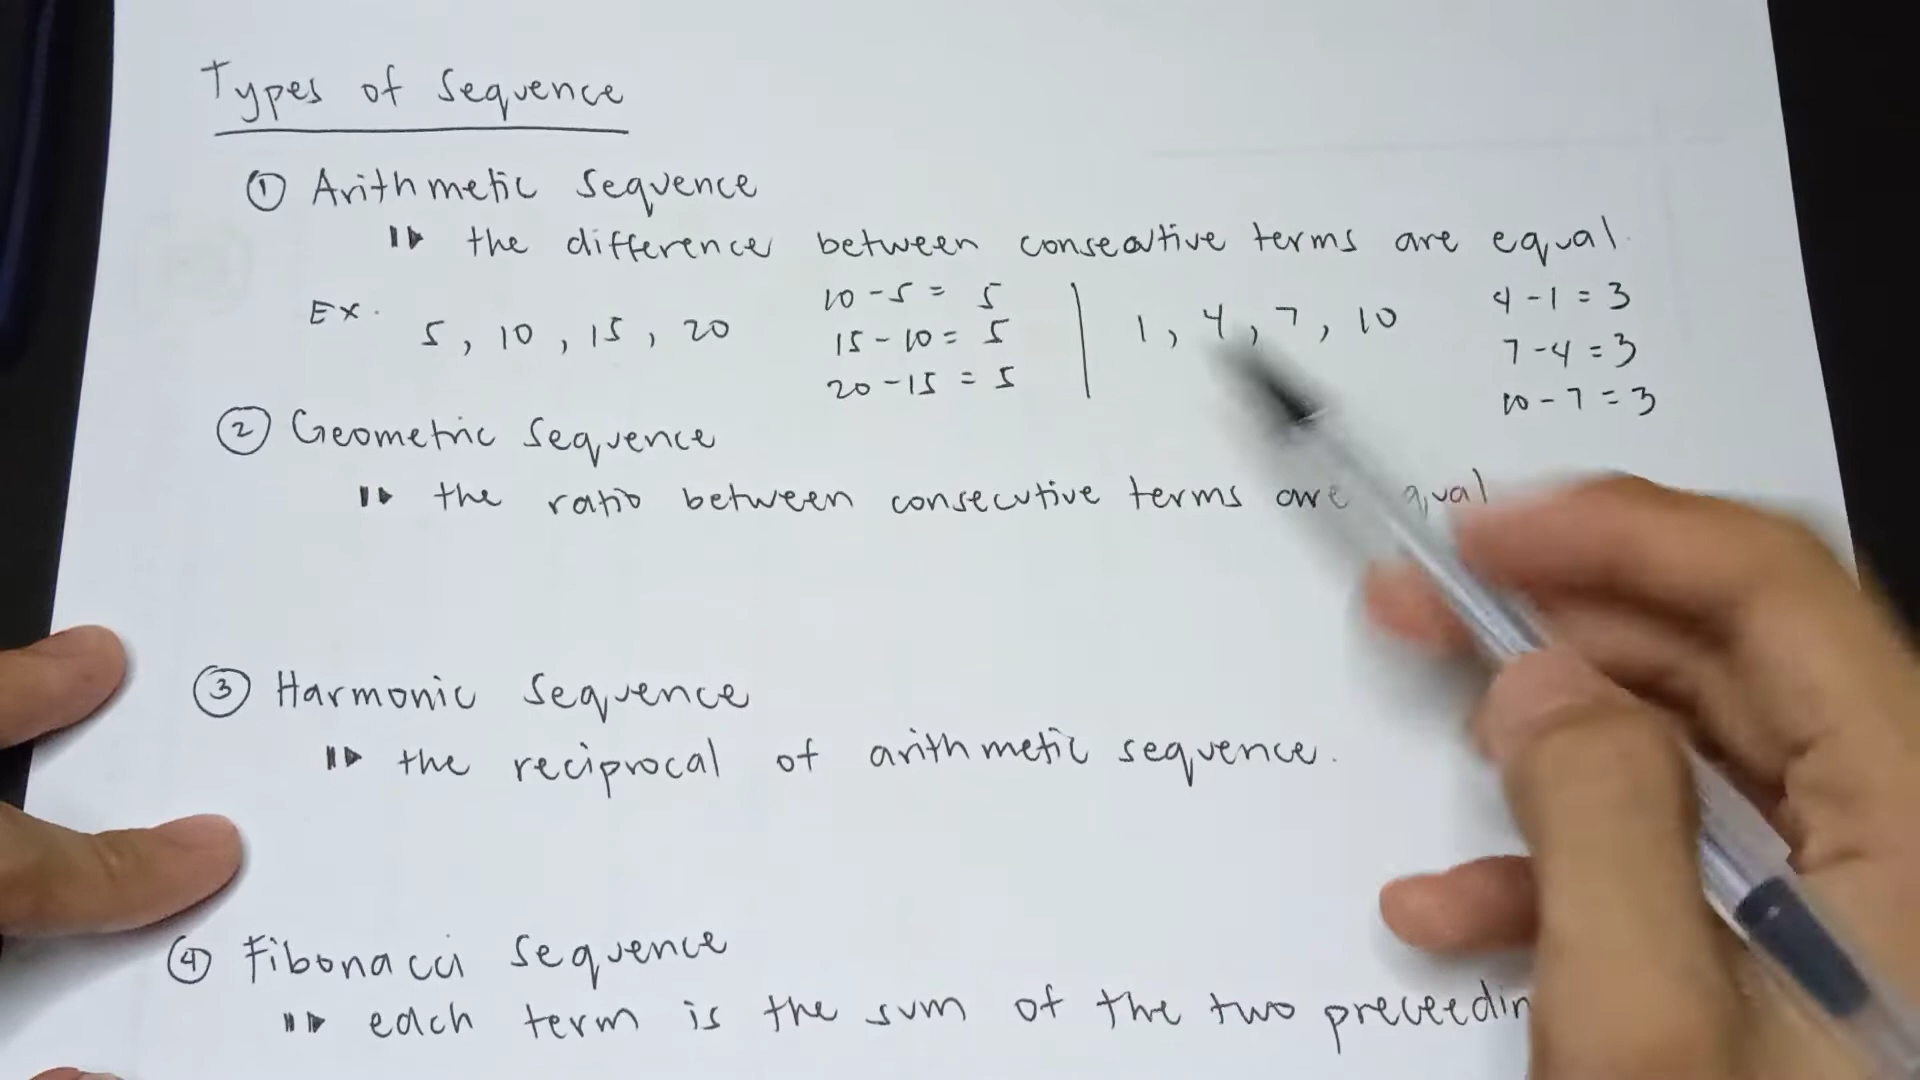 Types of Sequence
① Arithmetic Sequence
the difference between consecutive terms are equal.
Ex. 5, 10, 15, 20
10 - 5 = 5
15 - 10 = 5
20 - 15 = 5
1, 4, 7, 10
4 - 1 = 3
7 - 4 = 3
10 - 7 = 3
② Geometric Sequence
the ratio between consecutive terms are qual
③ Harmonic Sequence
the reciprocal of arithmetic sequence.
④ Fibonacci Sequence
each term is the sum of the two preceedin